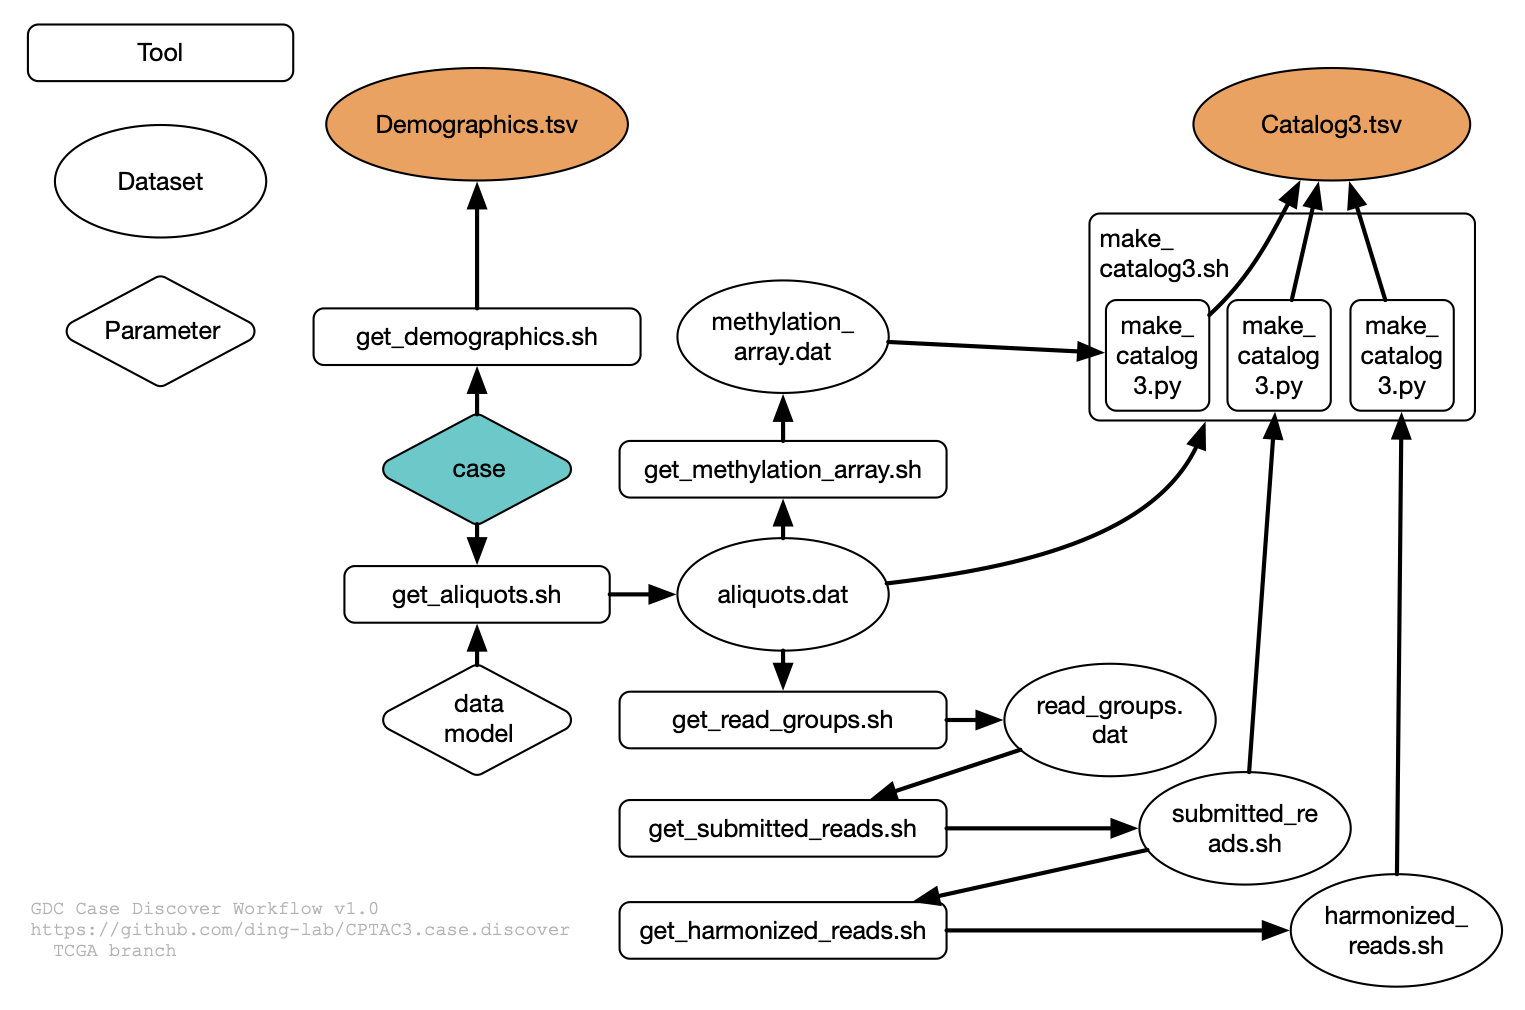 Tool
Dataset
Parameter
Demographics.tsv
get_demographics.sh
case
get_aliquots.sh
data
model
methylation_
array.dat
get_methylation_array.sh
aliquots.dat
get_read_groups.sh
read_groups.
dat
get_submitted_reads.sh
submitted_re
ads.sh
get_harmonized_reads.sh
harmonized_
reads.sh
Catalog3.tsv
make_
catalog3.sh
make_
catalog
3.py
make_
catalog
3.py
make_
catalog
3.py
GDC Case Discover Workflow v1.0
https://github.com/ding-lab/CPTAC3.case.discover
TCGA branch